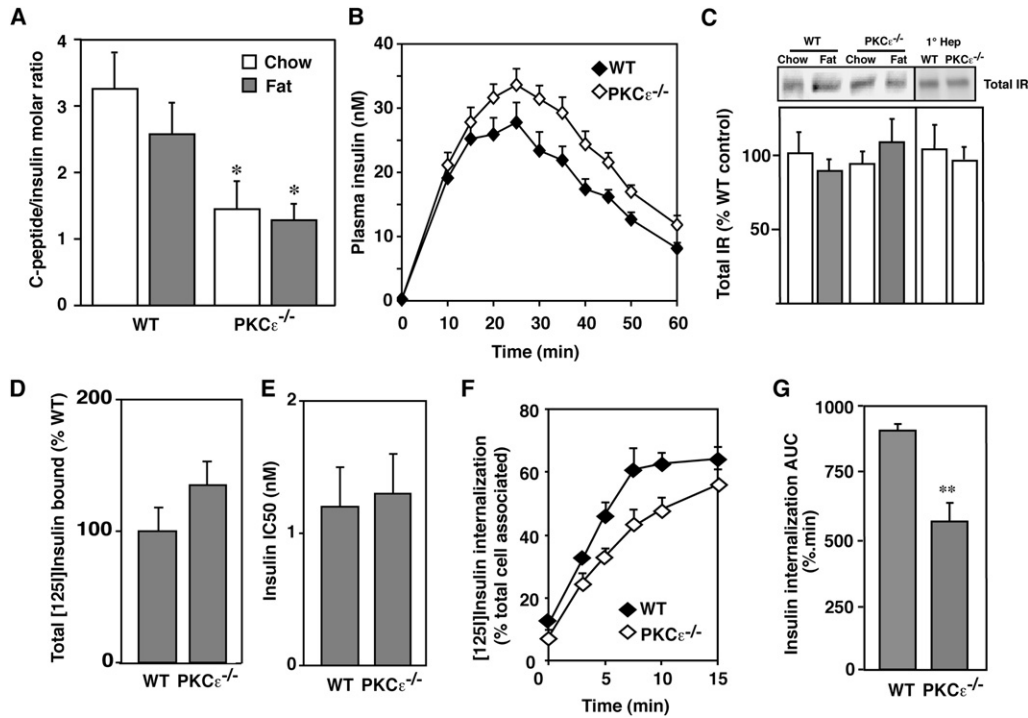 A
C-peptide/insulin molar ratio
4
3
2
1
0
Chow
Fat
*
*
WT
PKCε-/-
B
Plasma insulin (nM)
40
30
20
10
0
WT
PKCε-/-
0 10 20 30 40 50 60
Time (min)
C
WT PKCε-/- 1° Hep
Chow Fat Chow Fat WT PKCε-/-
Total IR
Total IR (% WT control)
100
50
D
Total [125I]Insulin bound (% WT)
200
100
0
WT PKCε-/-
E
Insulin IC50 (nM)
2
1
0
WT PKCε-/-
F
[125I]Insulin internalization
(% total cell associated)
80
60
40
20
0
WT
PKCε-/-
0 5 10 15
Time (min)
G
Insulin internalization AUC
(%.min)
1000
750
500
250
0
**
WT PKCε-/-